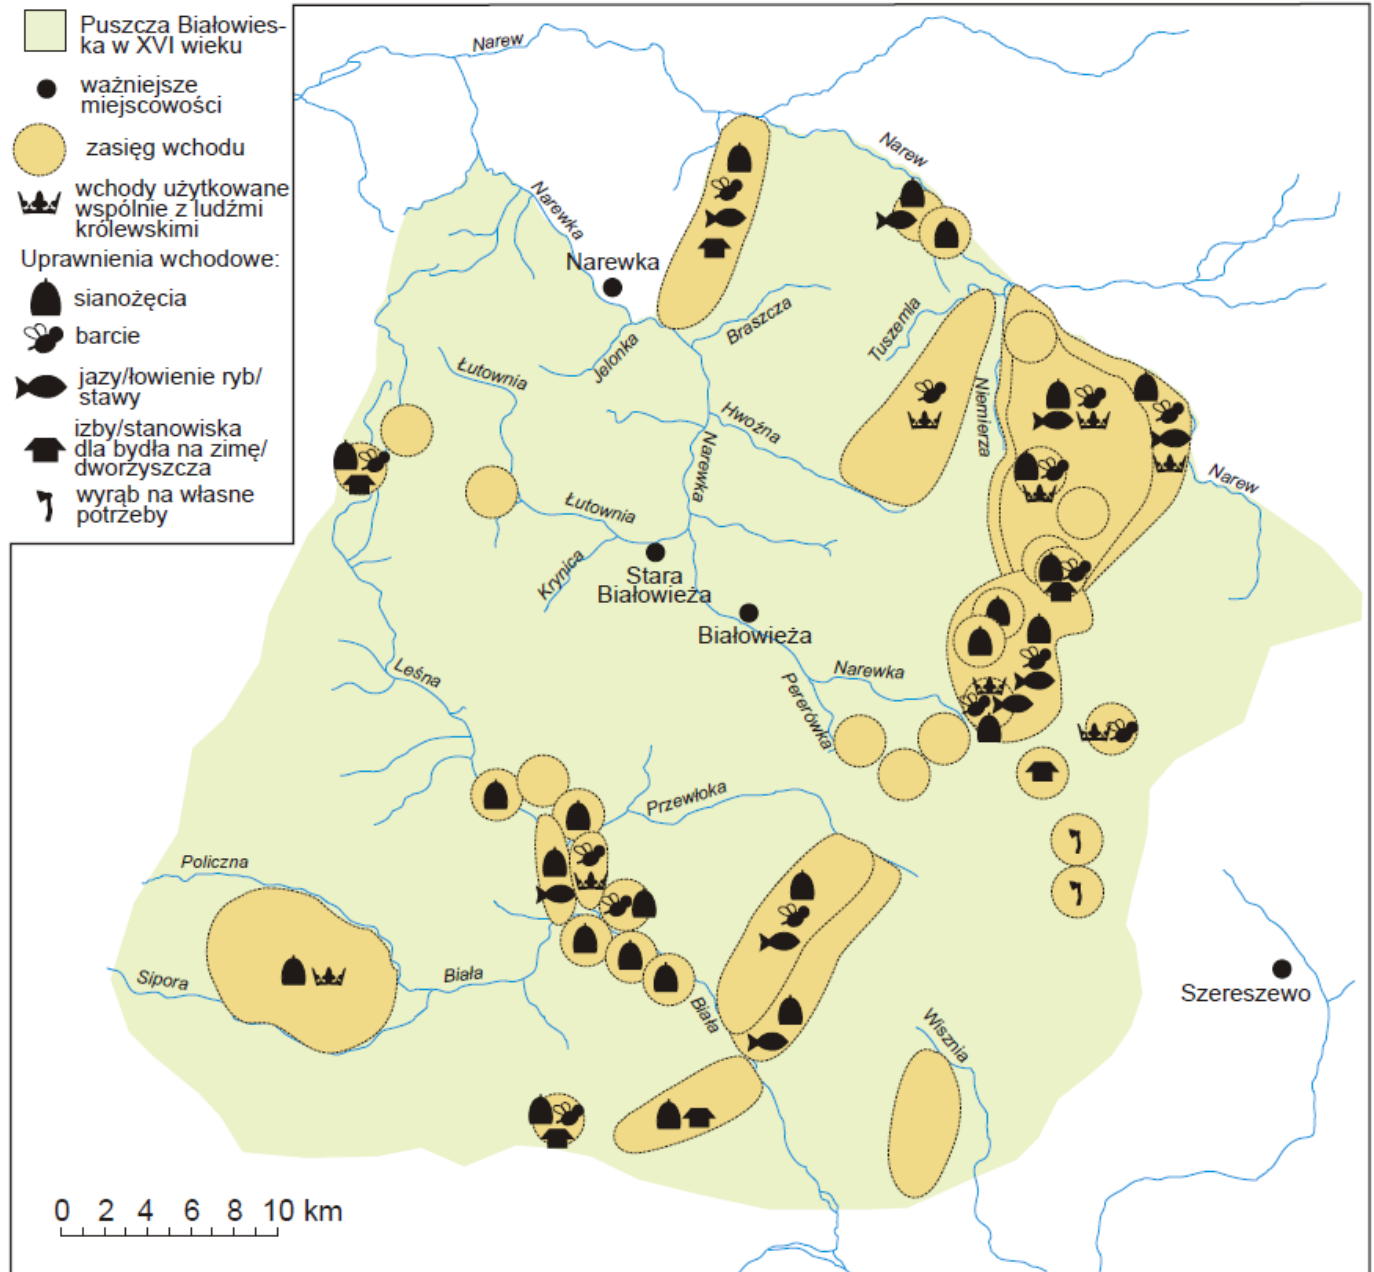 Puszcza Białowies-
ka w XVI wieku
ważniejsze
miejscowości
zasięg wchodu
wchody użytkowane
wspólnie z ludźmi
królewskimi
Uprawnienia wchodowe:
sianożęcia
barcie
jazy/łowienie ryb/
stawy
izby/stanowiska
dla bydła na zimę/
dworzyszcza
wyrąb na własne
potrzeby
Narew
Narew
Narewka
Narewka
Braszcza
Tuszemla
Jelonka
Łutownia
Hwoźna
Niemierza
Narewka
Narew
Łutownia
Krynica
Stara
Białowieża
Białowieża
Leśna
Narewka
Pererówka
Przewłoka
Policzna
Sipora
Biała
Biała
Wisznia
Szereszewo
0 2 4 6 8 10 km